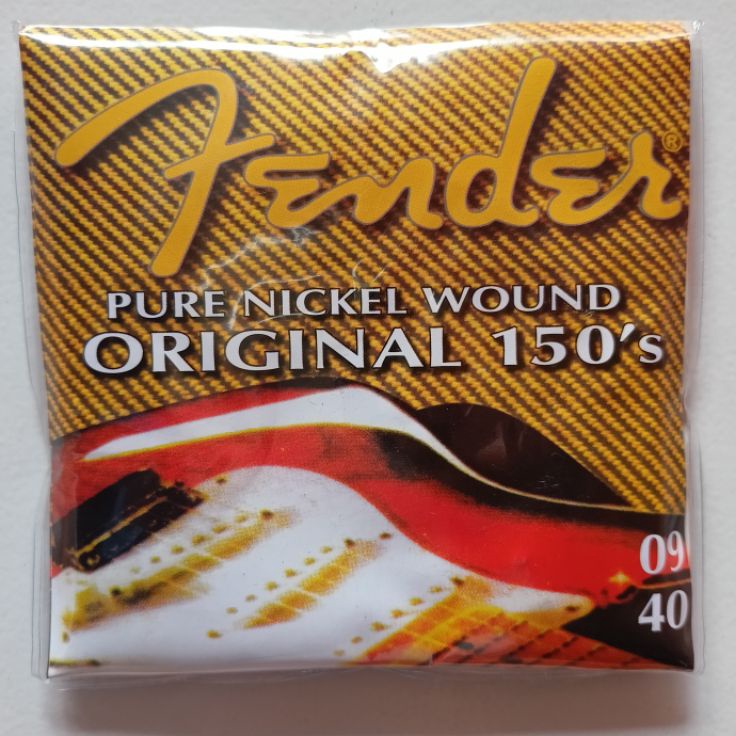 Fender®
PURE NICKEL WOUND
ORIGINAL 150's
09
40